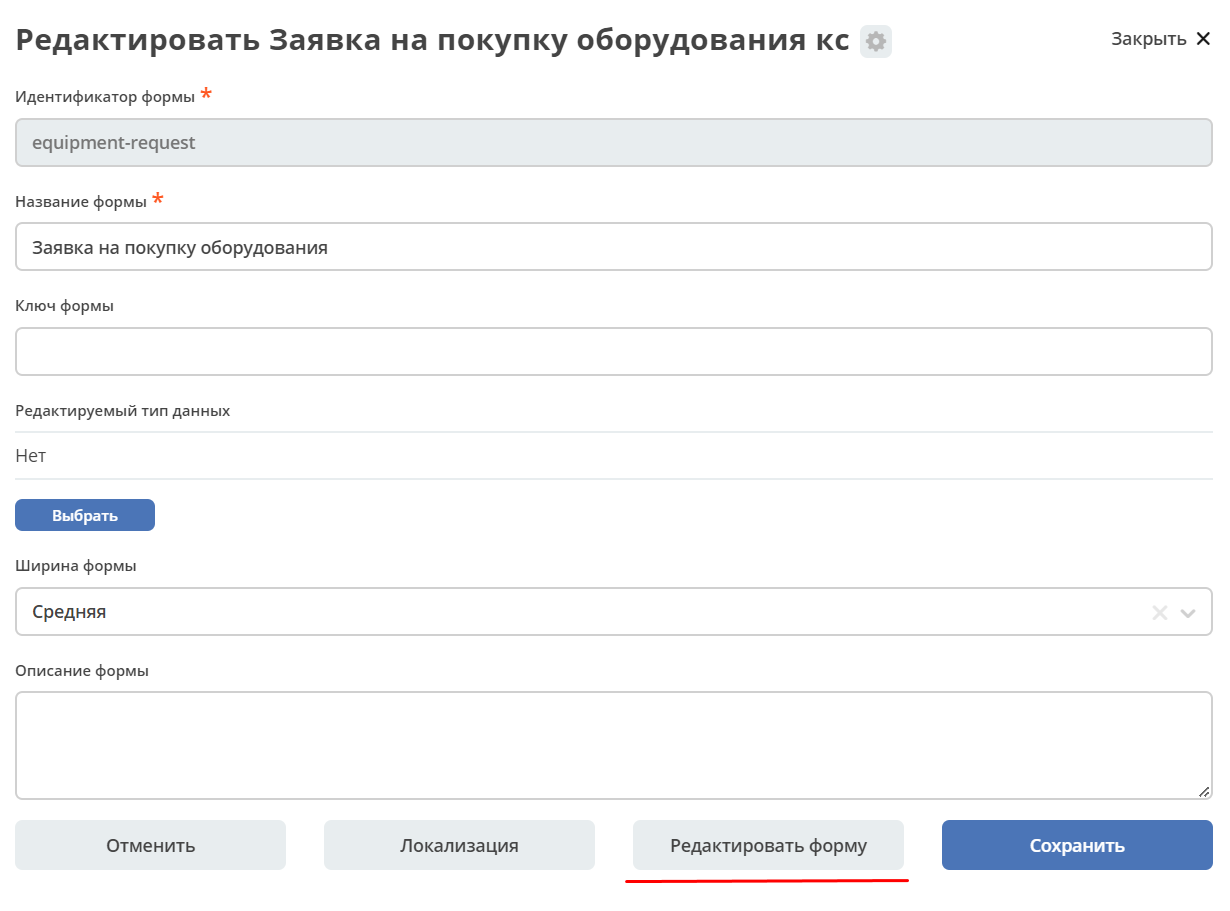 Редактировать Заявка на покупку оборудования кс
Закрыть
Идентификатор формы *
equipment-request
Название формы *
Заявка на покупку оборудования
Ключ формы
Редактируемый тип данных
Нет
Выбрать
Ширина формы
Средняя
Описание формы
Отменить
Локализация
Редактировать форму
Сохранить